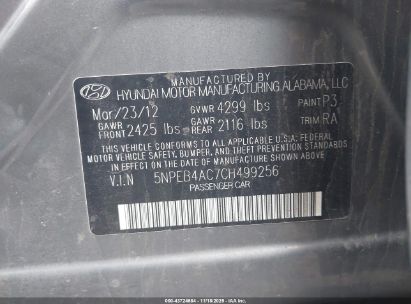 MANUFACTURED BY
HYUNDAI MOTOR MANUFACTURING ALABAMA, LLC
Mar/23/12 GVWR 4299 lbs PAINT P3
GAWR FRONT 2425 lbs GAWR REAR 2116 lbs TRIM RA
THIS VEHICLE CONFORMS TO ALL APPLICABLE U.S.A. FEDERAL
MOTOR VEHICLE SAFETY, BUMPER, AND THEFT PREVENTION
STANDARDS IN EFFECT ON THE DATE OF MANUFACTURE SHOWN ABOVE.
V.I.N 5NPEB4AC7CH499256
PASSENGER CAR